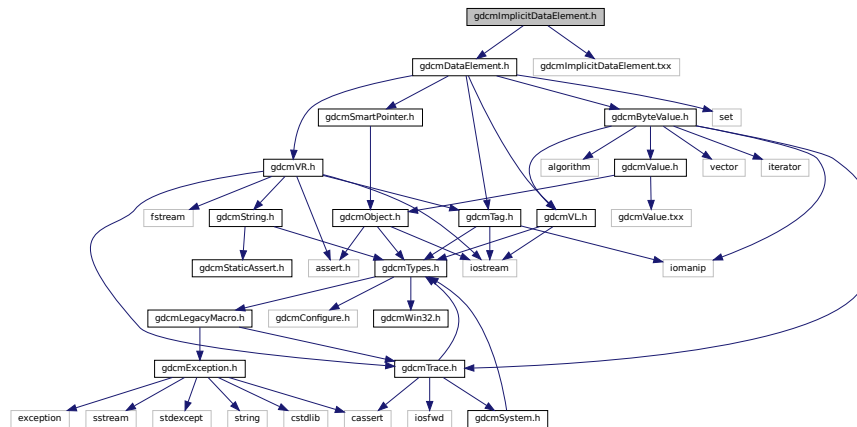 gdcmImplicitDataElement.h
gdcmDataElement.h
gdcmImplicitDataElement.txx
gdcmSmartPointer.h
gdcmByteValue.h
set
gdcmVR.h
algorithm
gdcmValue.h
vector
iterator
fstream
gdcmString.h
gdcmObject.h
gdcmTag.h
gdcmVL.h
gdcmValue.txx
gdcmStaticAssert.h
assert.h
gdcmTypes.h
iostream
iomanip
gdcmLegacyMacro.h
gdcmConfigure.h
gdcmWin32.h
gdcmException.h
gdcmTrace.h
exception
sstream
stdexcept
string
cstdlib
cassert
iosfwd
gdcmSystem.h